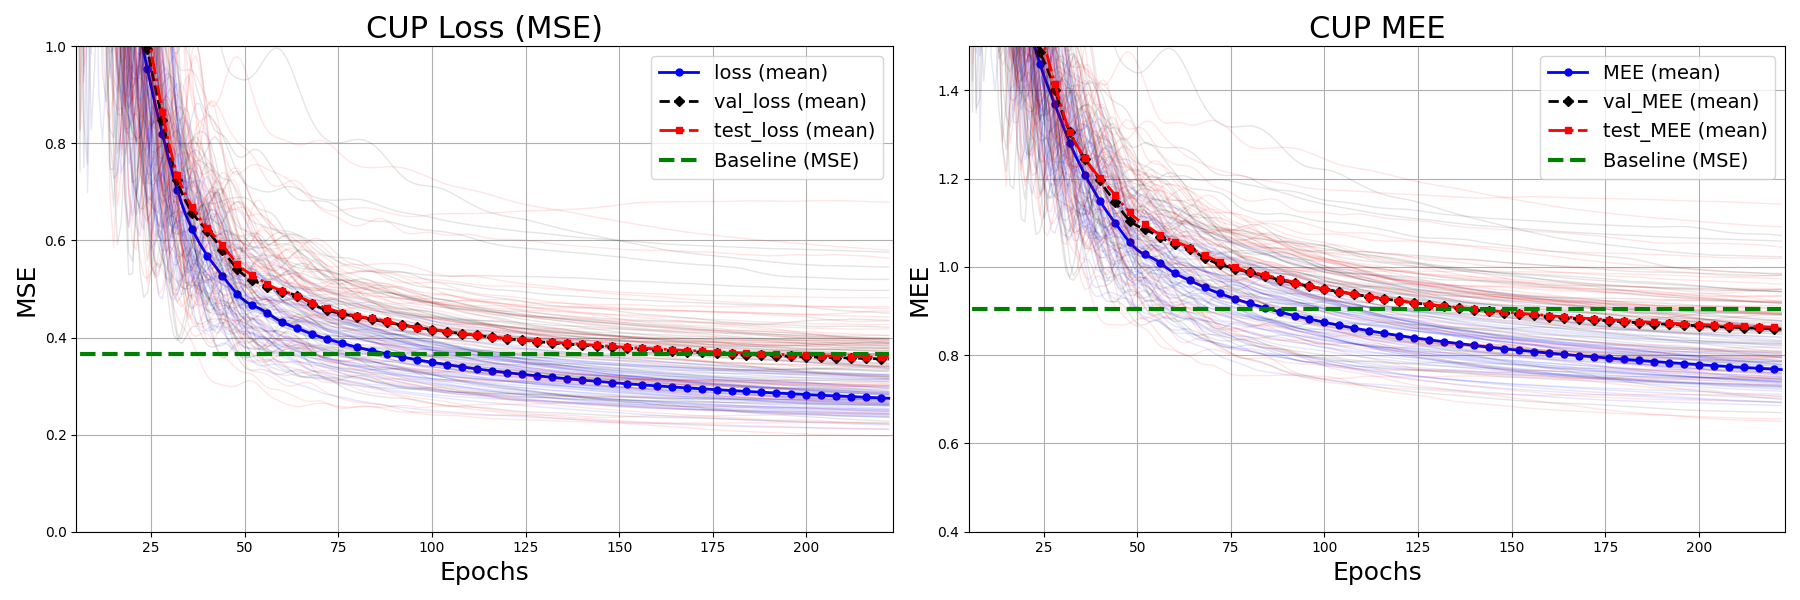 CUP Loss (MSE)
1.0
0.8
0.6
0.4
0.2
0.0
MSE
loss (mean)
val_loss (mean)
test_loss (mean)
Baseline (MSE)
25 50 75 100 125 150 175 200
Epochs
CUP MEE
1.4
1.2
1.0
0.8
0.6
0.4
MEE
MEE (mean)
val_MEE (mean)
test_MEE (mean)
Baseline (MSE)
25 50 75 100 125 150 175 200
Epochs